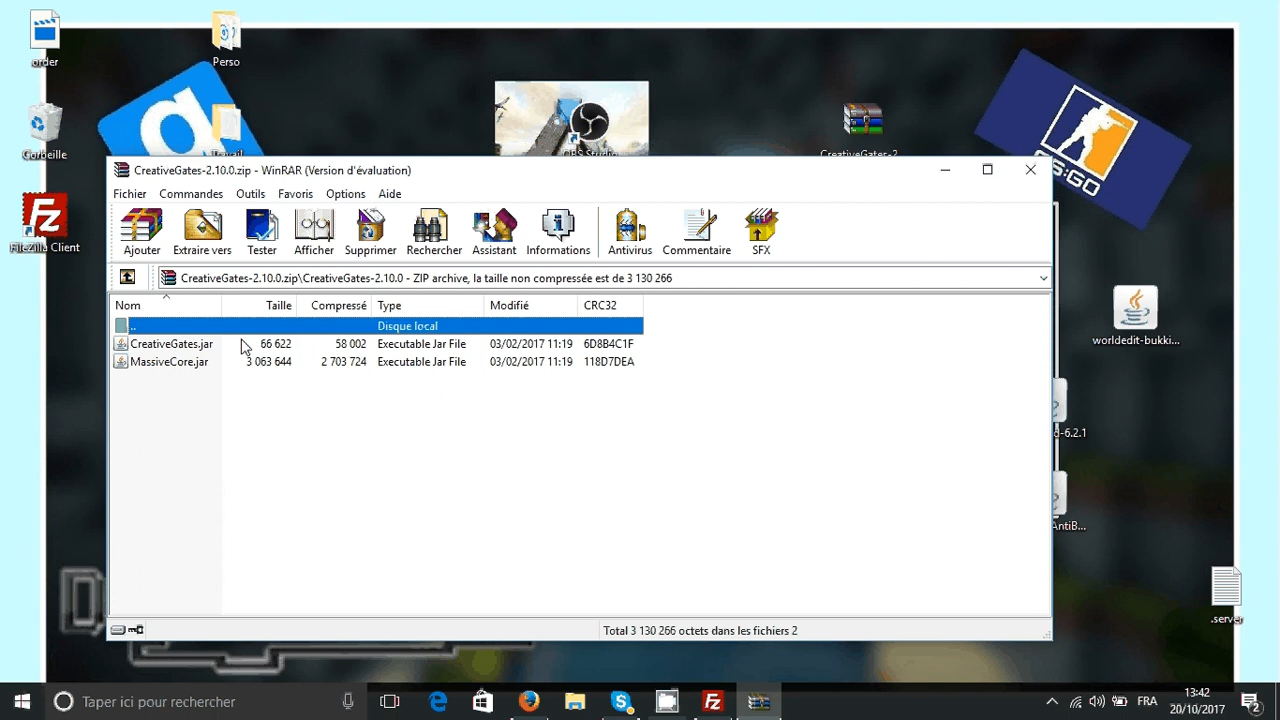 order
Perso
Corbeille
Travail
OBS Studio
CreativeGates-2
FileZilla Client
CS:GO
CreativeGates-2.10.0.zip - WinRAR (Version d'évaluation)
Fichier Commandes Outils Favoris Options Aide
Ajouter Extraire vers Tester Afficher Supprimer Rechercher Assistant Informations Antivirus Commentaire SFX
CreativeGates-2.10.0.zip\CreativeGates-2.10.0 - ZIP archive, la taille non compressée est de 3 130 266
Nom Taille Compressé Type Modifié CRC32
.. Disque local
CreativeGates.jar 66 622 58 002 Executable Jar File 03/02/2017 11:19 6D8B4C1F
MassiveCore.jar 3 063 644 2 703 724 Executable Jar File 03/02/2017 11:19 118D7DEA
worldedit-bukki...
d-6.2.1
AntiB...
.server
Total 3 130 266 octets dans les fichiers 2
Taper ici pour rechercher
FRA
13:42
20/10/2017
2